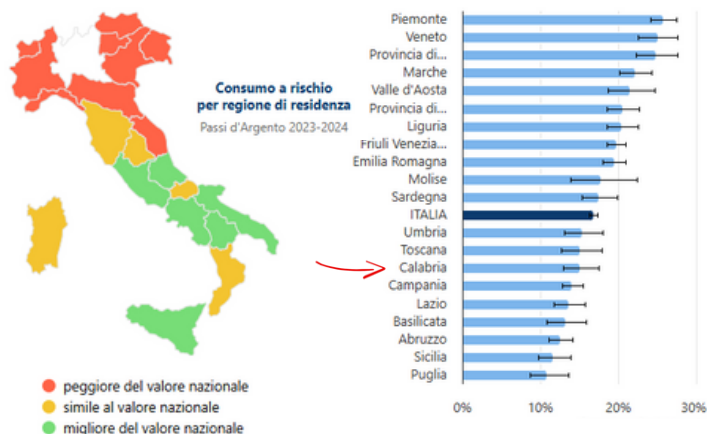 Consumo a rischio
per regione di residenza
Passi d'Argento 2023-2024
peggiore del valore nazionale
simile al valore nazionale
migliore del valore nazionale
Piemonte
Veneto
Provincia di...
Marche
Valle d'Aosta
Provincia di...
Liguria
Friuli Venezia...
Emilia Romagna
Molise
Sardegna
ITALIA
Umbria
Toscana
Calabria
Campania
Lazio
Basilicata
Abruzzo
Sicilia
Puglia
0% 10% 20% 30%